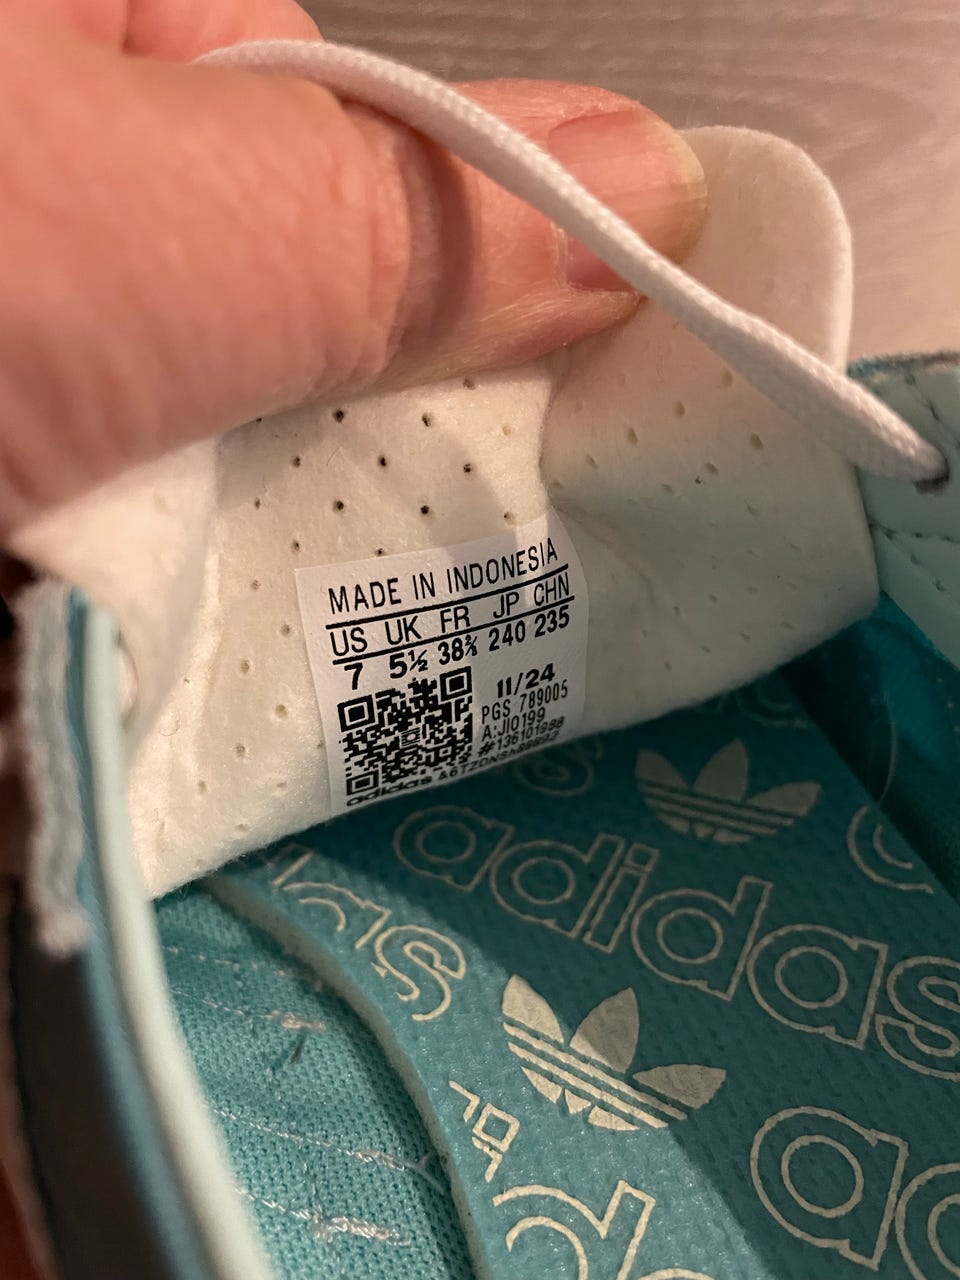 MADE IN INDONESIA
US UK FR JP CHN
7 5½ 38⅔ 240 235
11/24
PGS 789005
A:JI0199
#136101988
adidas
adidas